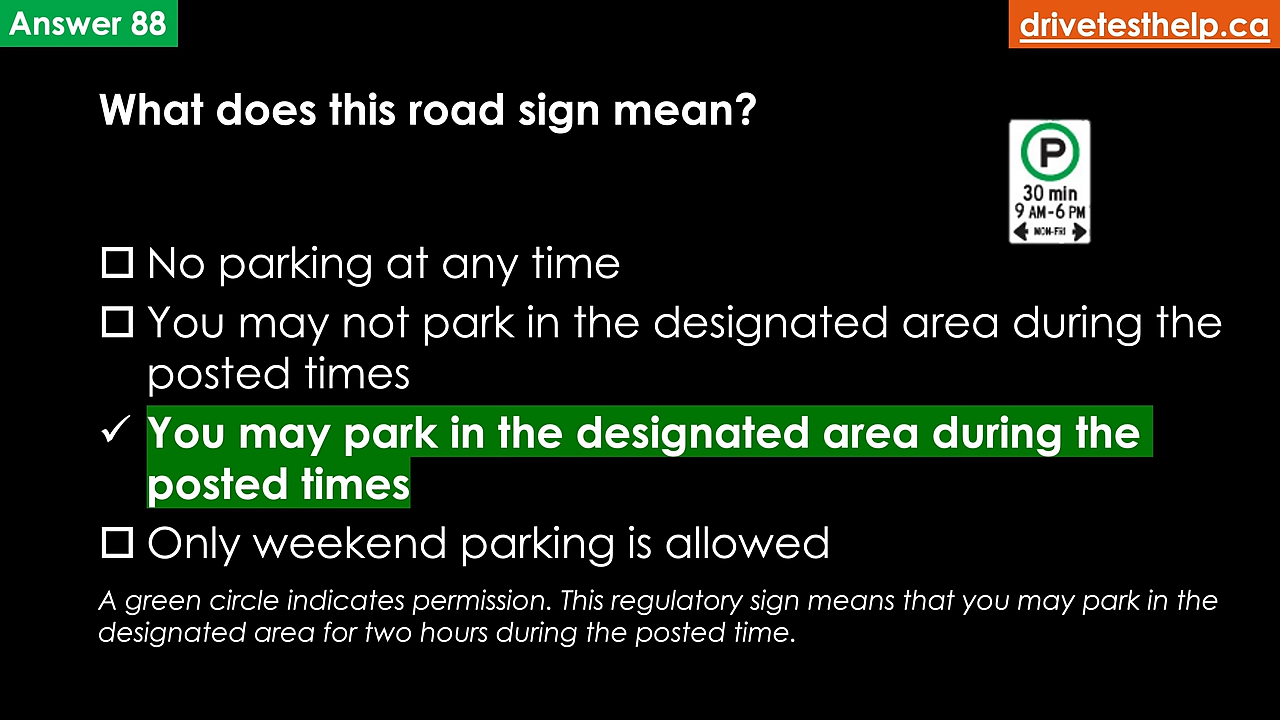 Answer 88
drivetesthelp.ca
What does this road sign mean?
P
30 min
9 AM-6 PM
MON-FRI
No parking at any time
You may not park in the designated area during the
posted times
You may park in the designated area during the
posted times
Only weekend parking is allowed
A green circle indicates permission. This regulatory sign means that you may park in the
designated area for two hours during the posted time.